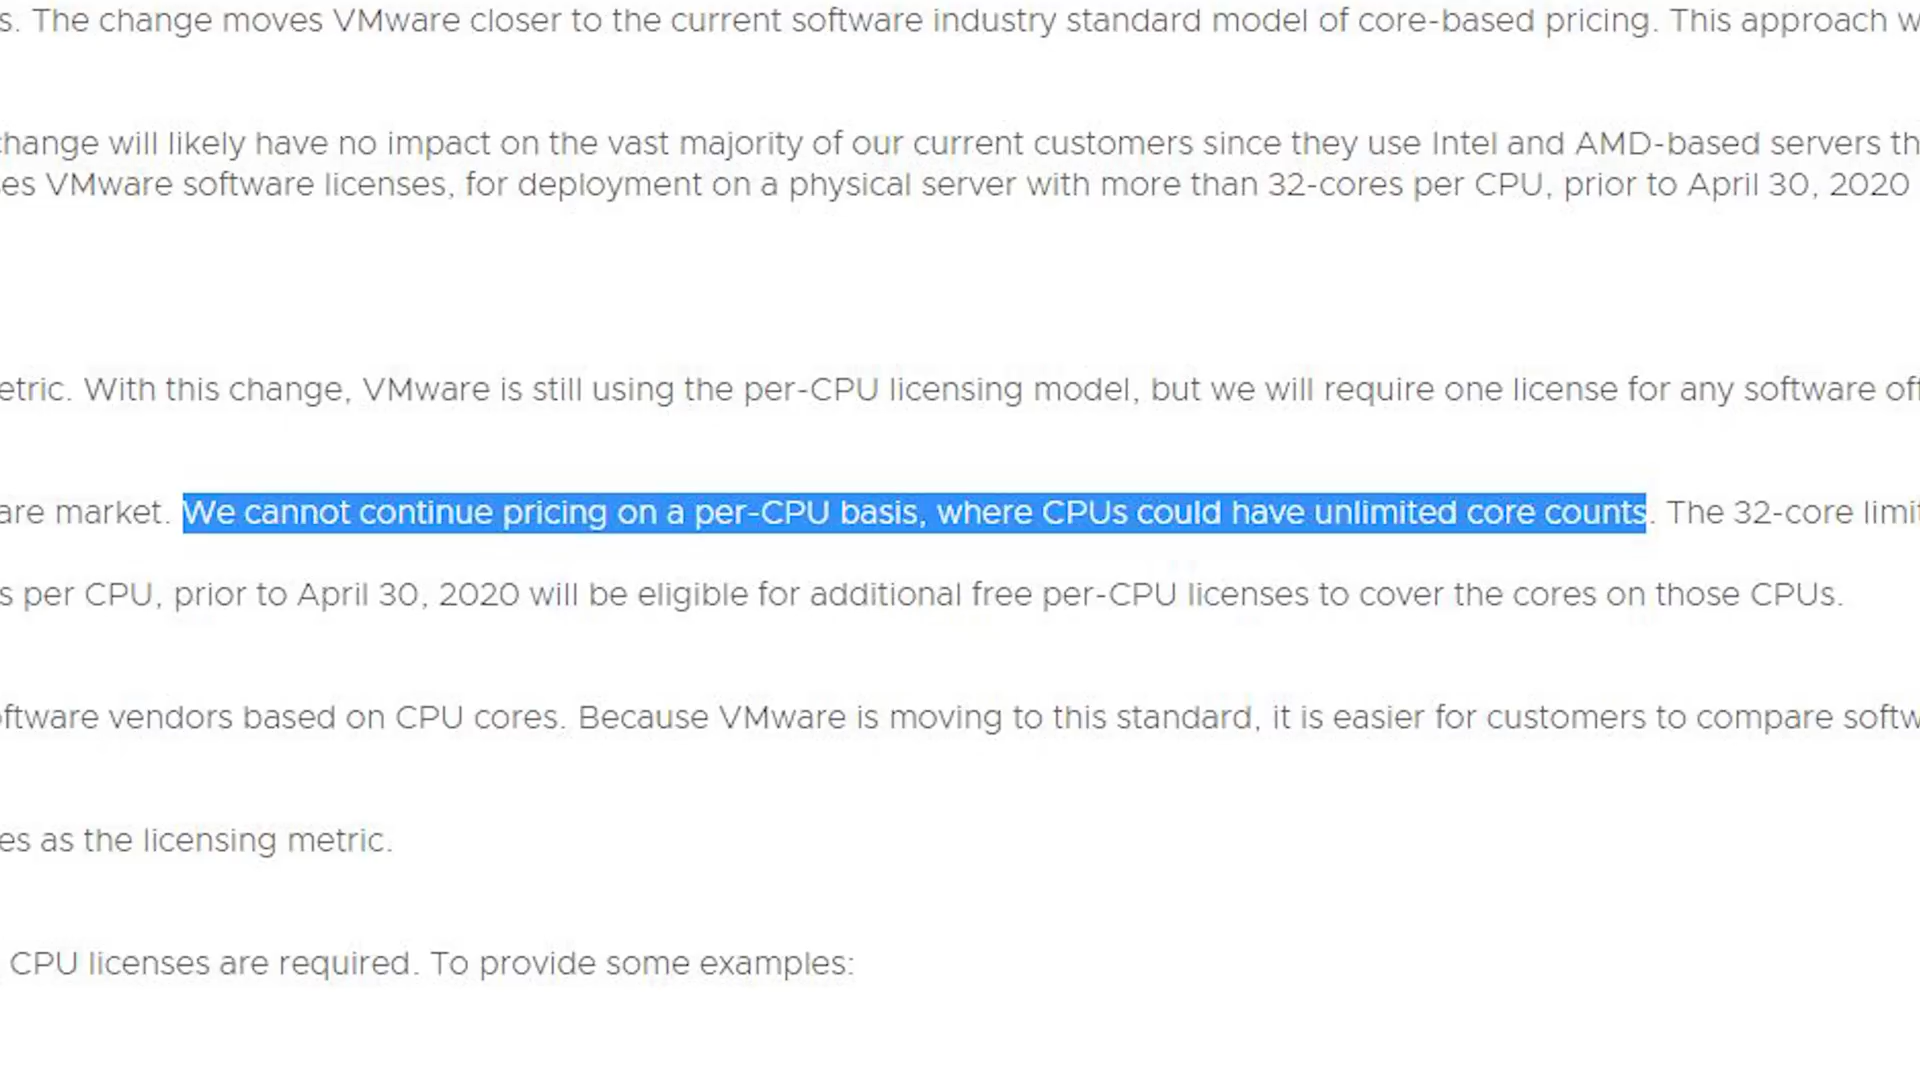 s. The change moves VMware closer to the current software industry standard model of core-based pricing. This approach w
change will likely have no impact on the vast majority of our current customers since they use Intel and AMD-based servers th
es VMware software licenses, for deployment on a physical server with more than 32-cores per CPU, prior to April 30, 2020
etric. With this change, VMware is still using the per-CPU licensing model, but we will require one license for any software off
are market. We cannot continue pricing on a per-CPU basis, where CPUs could have unlimited core counts. The 32-core limit
s per CPU, prior to April 30, 2020 will be eligible for additional free per-CPU licenses to cover the cores on those CPUs.
oftware vendors based on CPU cores. Because VMware is moving to this standard, it is easier for customers to compare softw
es as the licensing metric.
CPU licenses are required. To provide some examples: